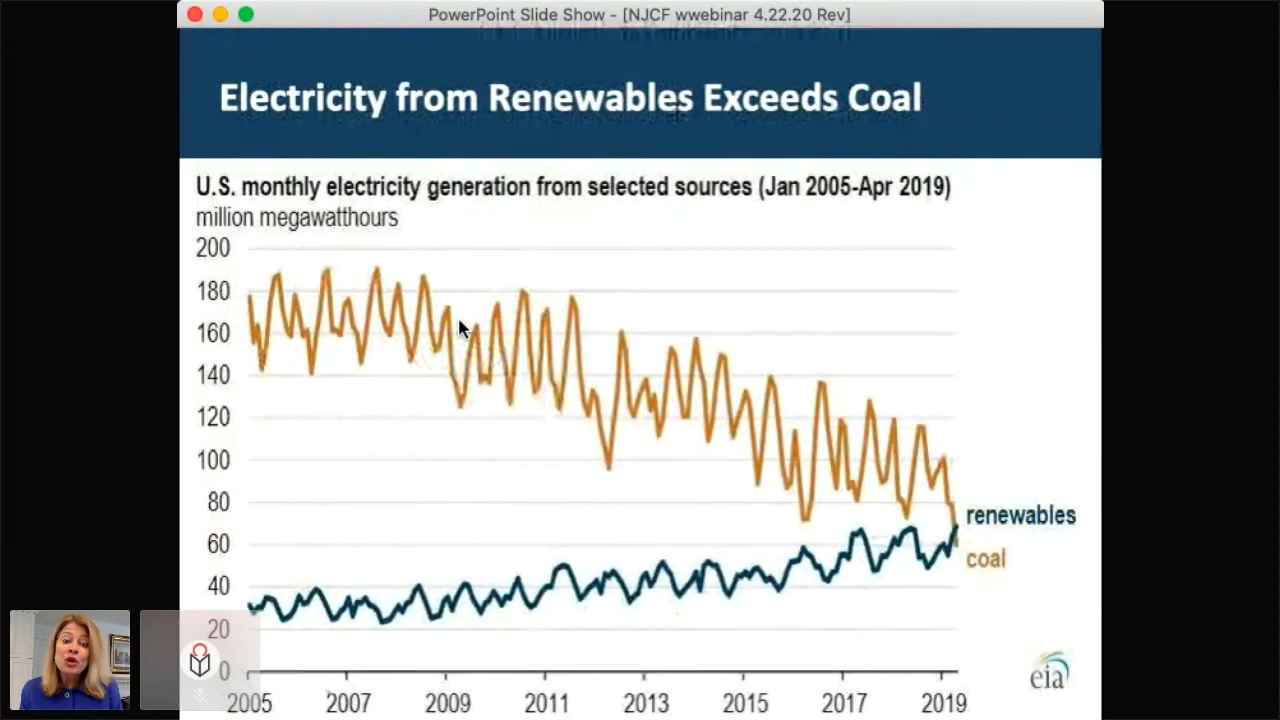 PowerPoint Slide Show - [NJCF wwebinar 4.22.20 Rev]
Electricity from Renewables Exceeds Coal
U.S. monthly electricity generation from selected sources (Jan 2005-Apr 2019)
million megawatthours
200
180
160
140
120
100
80
60
40
20
0
renewables
coal
eia
2005 2007 2009 2011 2013 2015 2017 2019